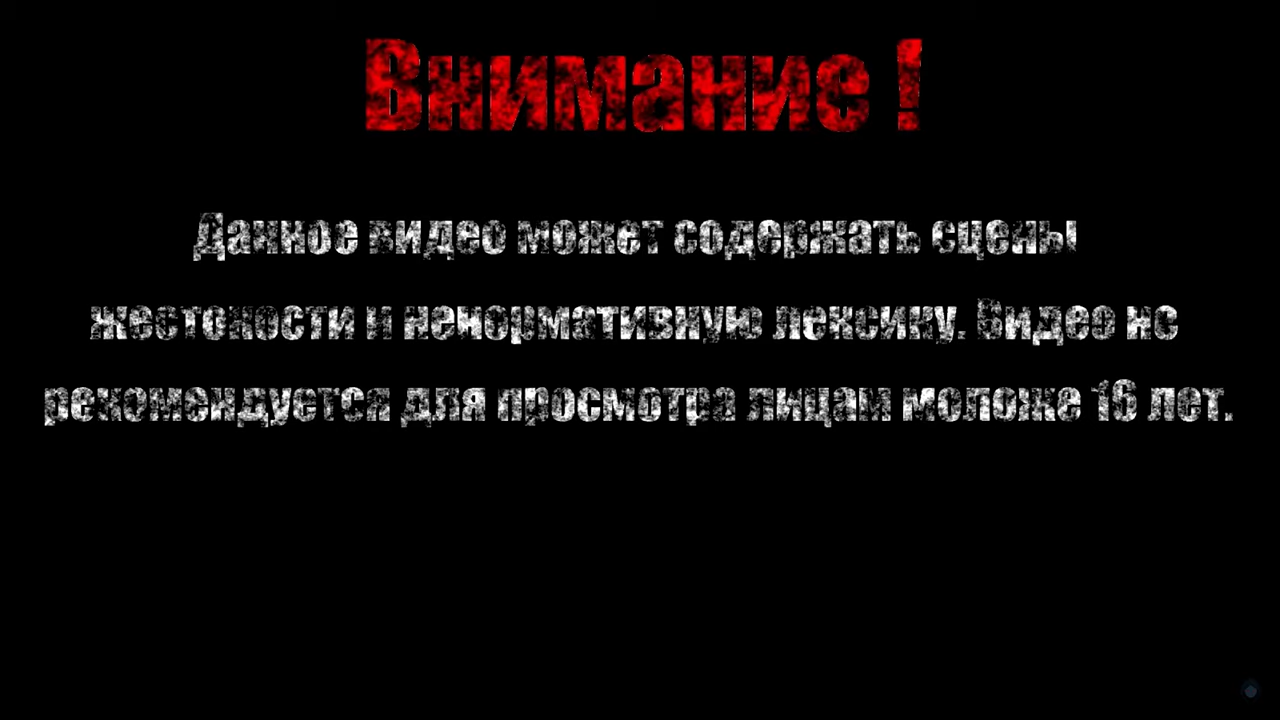 Внимание !
Данное видео может содержать сцены
жестокости и ненормативную лексику. Видео не
рекомендуется для просмотра лицам моложе 16 лет.